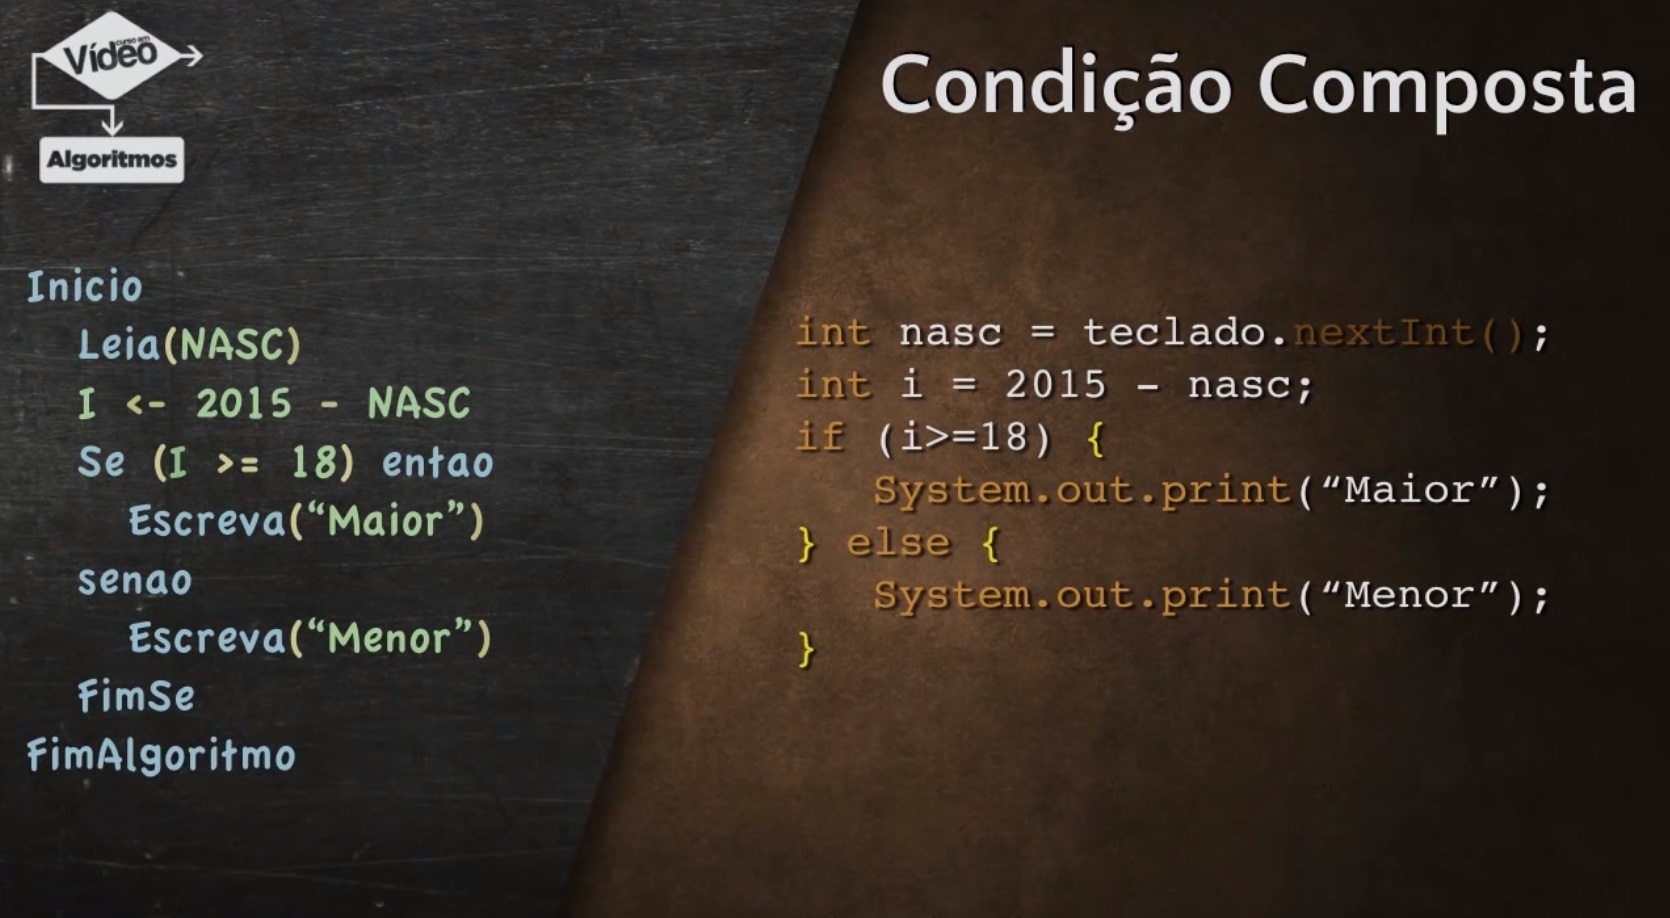 curso em
Vídeo
Algoritmos
Condição Composta
Inicio
Leia(NASC)
I <- 2015 - NASC
Se (I >= 18) entao
Escreva(“Maior”)
senao
Escreva(“Menor”)
FimSe
FimAlgoritmo
int nasc = teclado.nextInt();
int i = 2015 - nasc;
if (i>=18) {
System.out.print(“Maior”);
} else {
System.out.print(“Menor”);
}